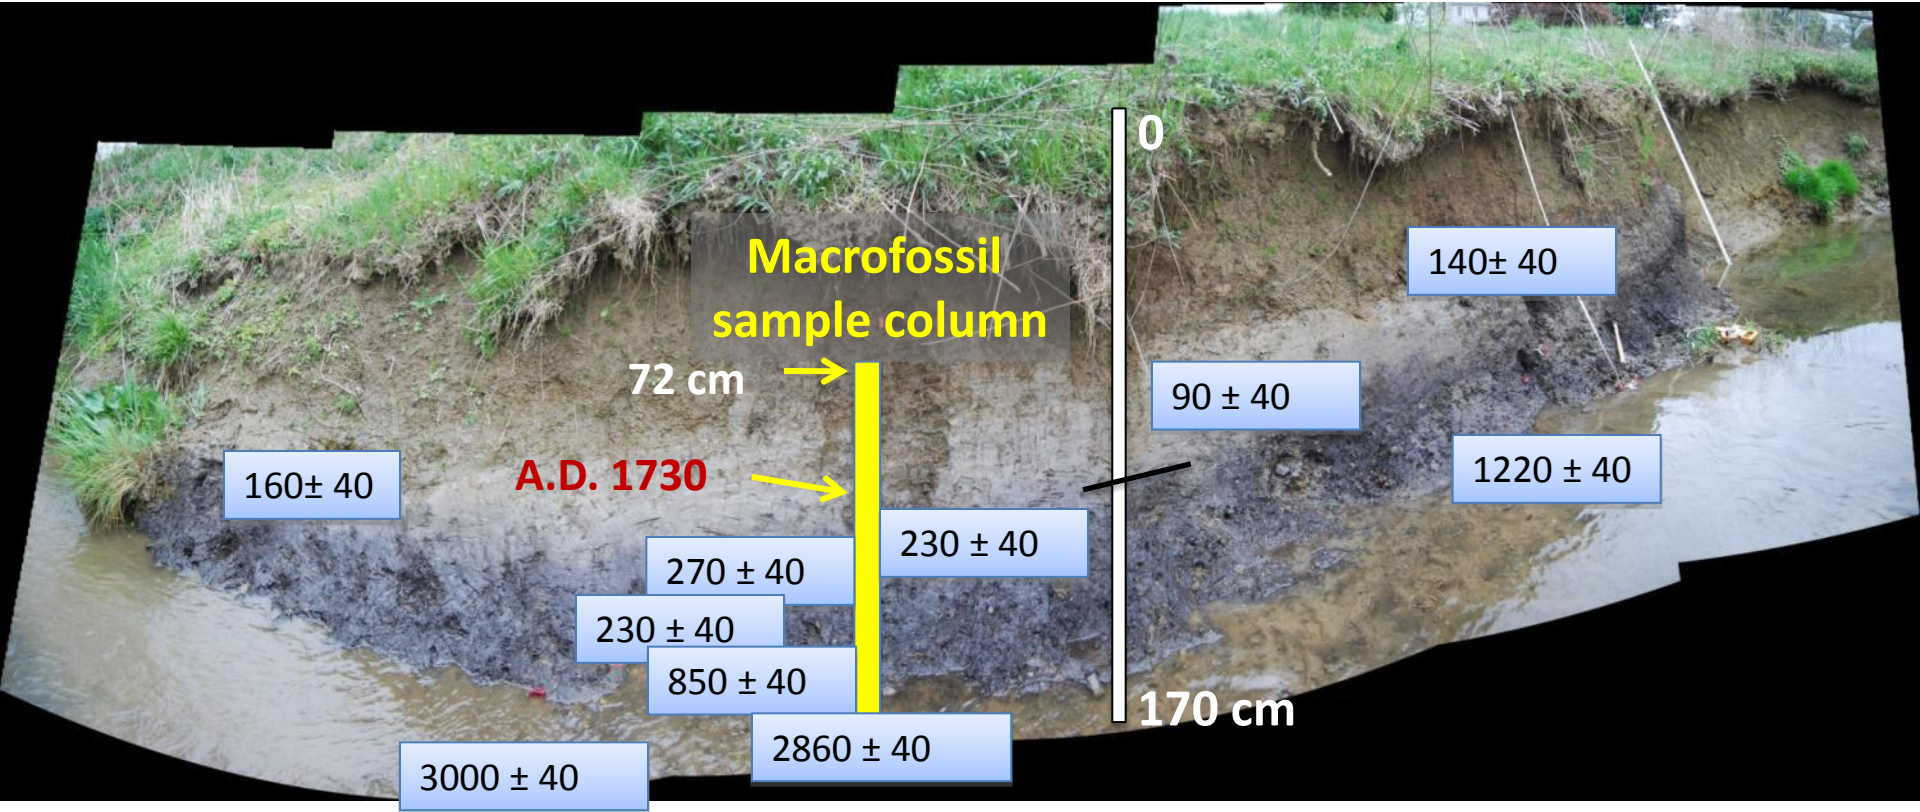 0
Macrofossil
sample column
140± 40
72 cm
90 ± 40
A.D. 1730
160± 40
1220 ± 40
230 ± 40
270 ± 40
230 ± 40
850 ± 40
170 cm
2860 ± 40
3000 ± 40